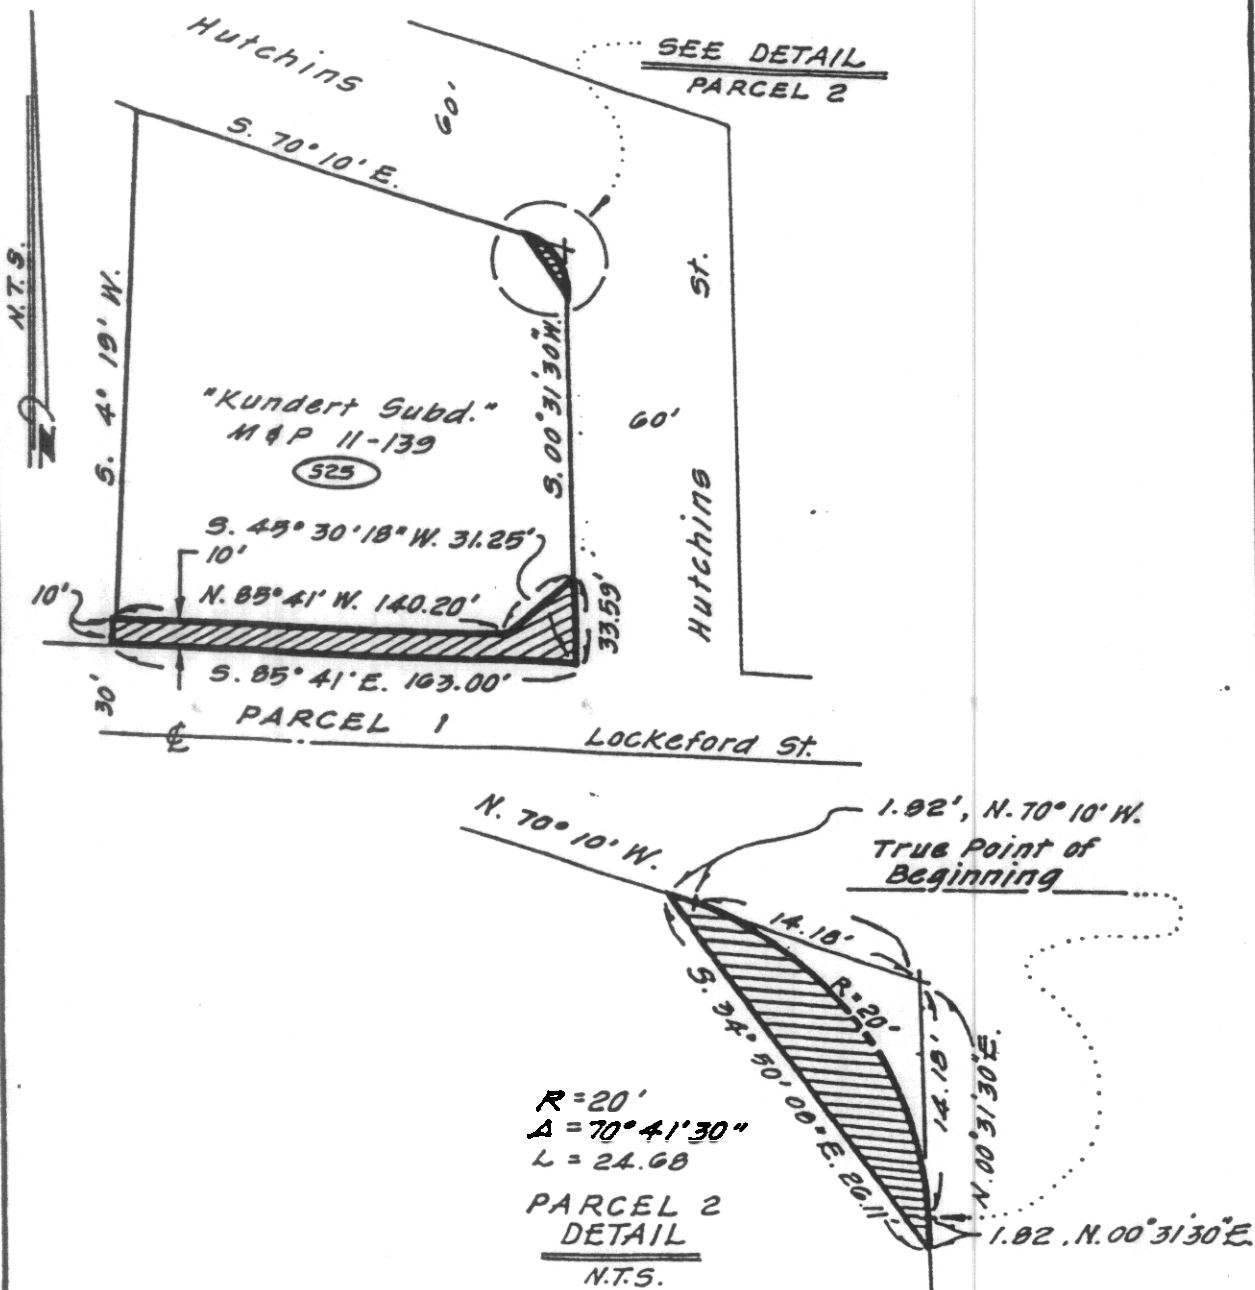 Hutchins
60'
SEE DETAIL
PARCEL 2
S. 70° 10' E.
N.T.S.
S. 4° 19' W.
St.
S. 00° 31' 30" W.
"Kundert Subd."
M & P 11-139
525
60'
Hutchins
S. 45° 30' 18" W. 31.25'
10'
10'
N. 85° 41' W. 140.20'
33.59'
S. 85° 41' E. 163.00'
30'
PARCEL 1
℄
Lockeford St.
N. 70° 10' W.
1.82', N. 70° 10' W.
True Point of
Beginning
14.18'
R=20'
S. 34° 50' 08" E. 26.11'
14.18'
N. 00° 31' 30" E.
R = 20'
Δ = 70° 41' 30"
L = 24.68
PARCEL 2
DETAIL
N.T.S.
1.82, N. 00° 31' 30" E.